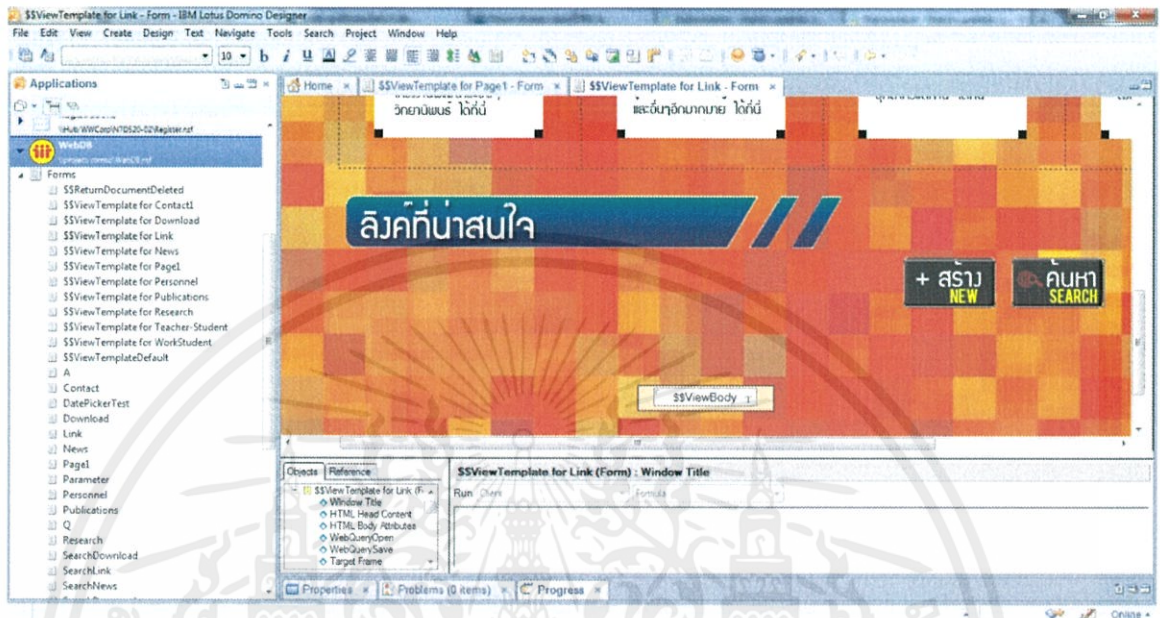 $$ViewTemplate for Link - Form - IBM Lotus Domino Designer
File Edit View Create Design Text Navigate Tools Search Project Window Help
10
Applications
Home
$$ViewTemplate for Page1 - Form
$$ViewTemplate for Link - Form
WebDB
Forms
$$ReturnDocumentDeleted
$$ViewTemplate for Contact1
$$ViewTemplate for Download
$$ViewTemplate for Link
$$ViewTemplate for News
$$ViewTemplate for Page1
$$ViewTemplate for Personnel
$$ViewTemplate for Publications
$$ViewTemplate for Research
$$ViewTemplate for Teacher-Student
$$ViewTemplate for WorkStudent
$$ViewTemplateDefault
A
Contact
DatePickerTest
Download
Link
News
Page1
Parameter
Personnel
Publications
Q
Research
SearchDownload
SearchLink
SearchNews
วิทยานิพนธ์ ได้ที่นี่
และอื่นๆอีกมากมาย ได้ที่นี่
ลิงค์ที่น่าสนใจ
+ สร้าง
NEW
ค้นหา
SEARCH
$$ViewBody
Objects Reference
$$ViewTemplate for Link (F
Window Title
HTML Head Content
HTML Body Attributes
WebQueryOpen
WebQuerySave
Target Frame
$$ViewTemplate for Link (Form) : Window Title
Run Client Formula
Properties
Problems (0 items)
Progress
Online